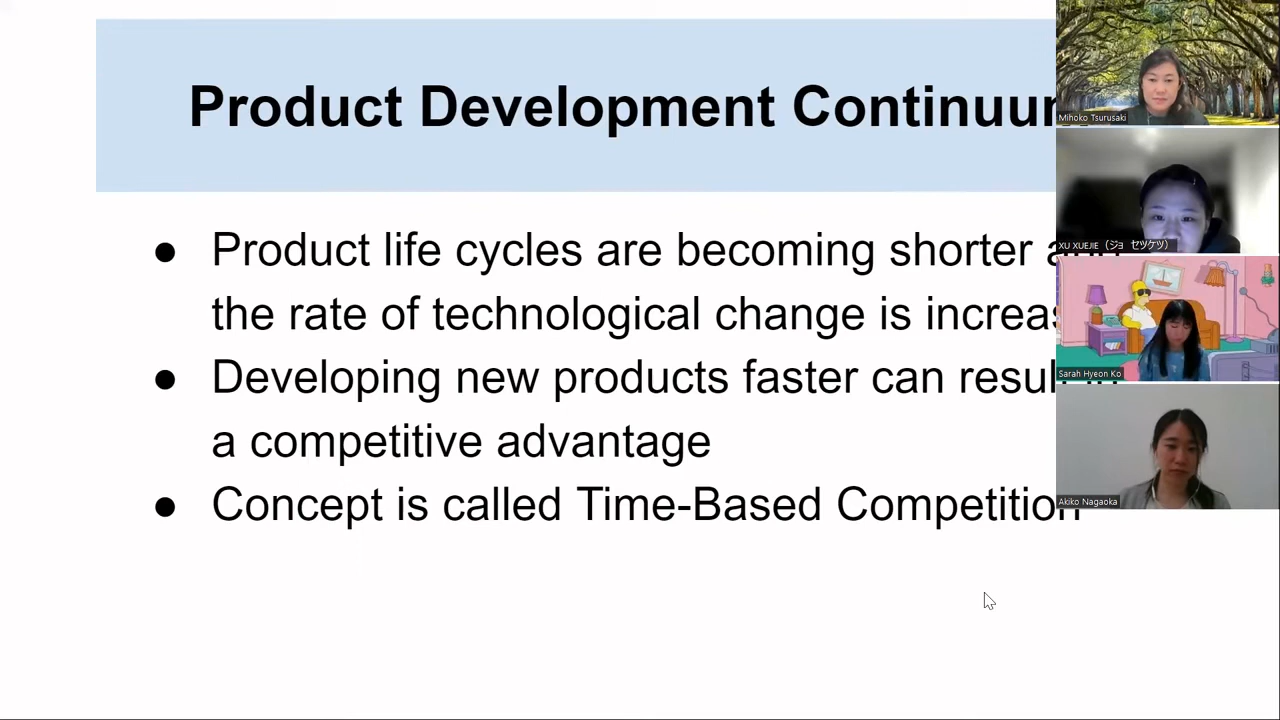 Product Development Continuum
Product life cycles are becoming shorter and
the rate of technological change is increas
Developing new products faster can result in
a competitive advantage
Concept is called Time-Based Competition
Mihoko Tsurusaki
XU XUEJIE (ジョ セツケツ)
Sarah Hyeon Ko
Akiko Nagaoka